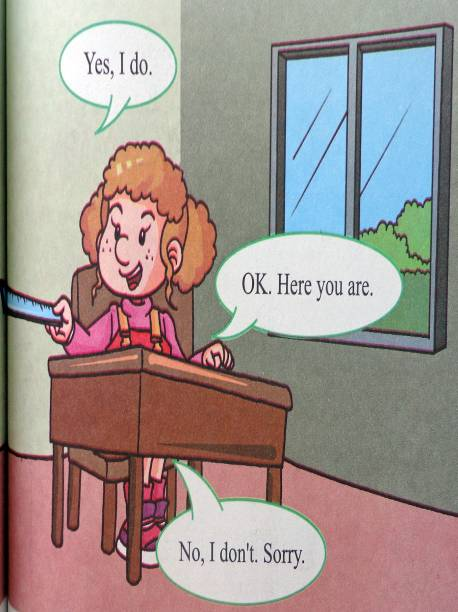 Yes, I do.
OK. Here you are.
No, I don't. Sorry.